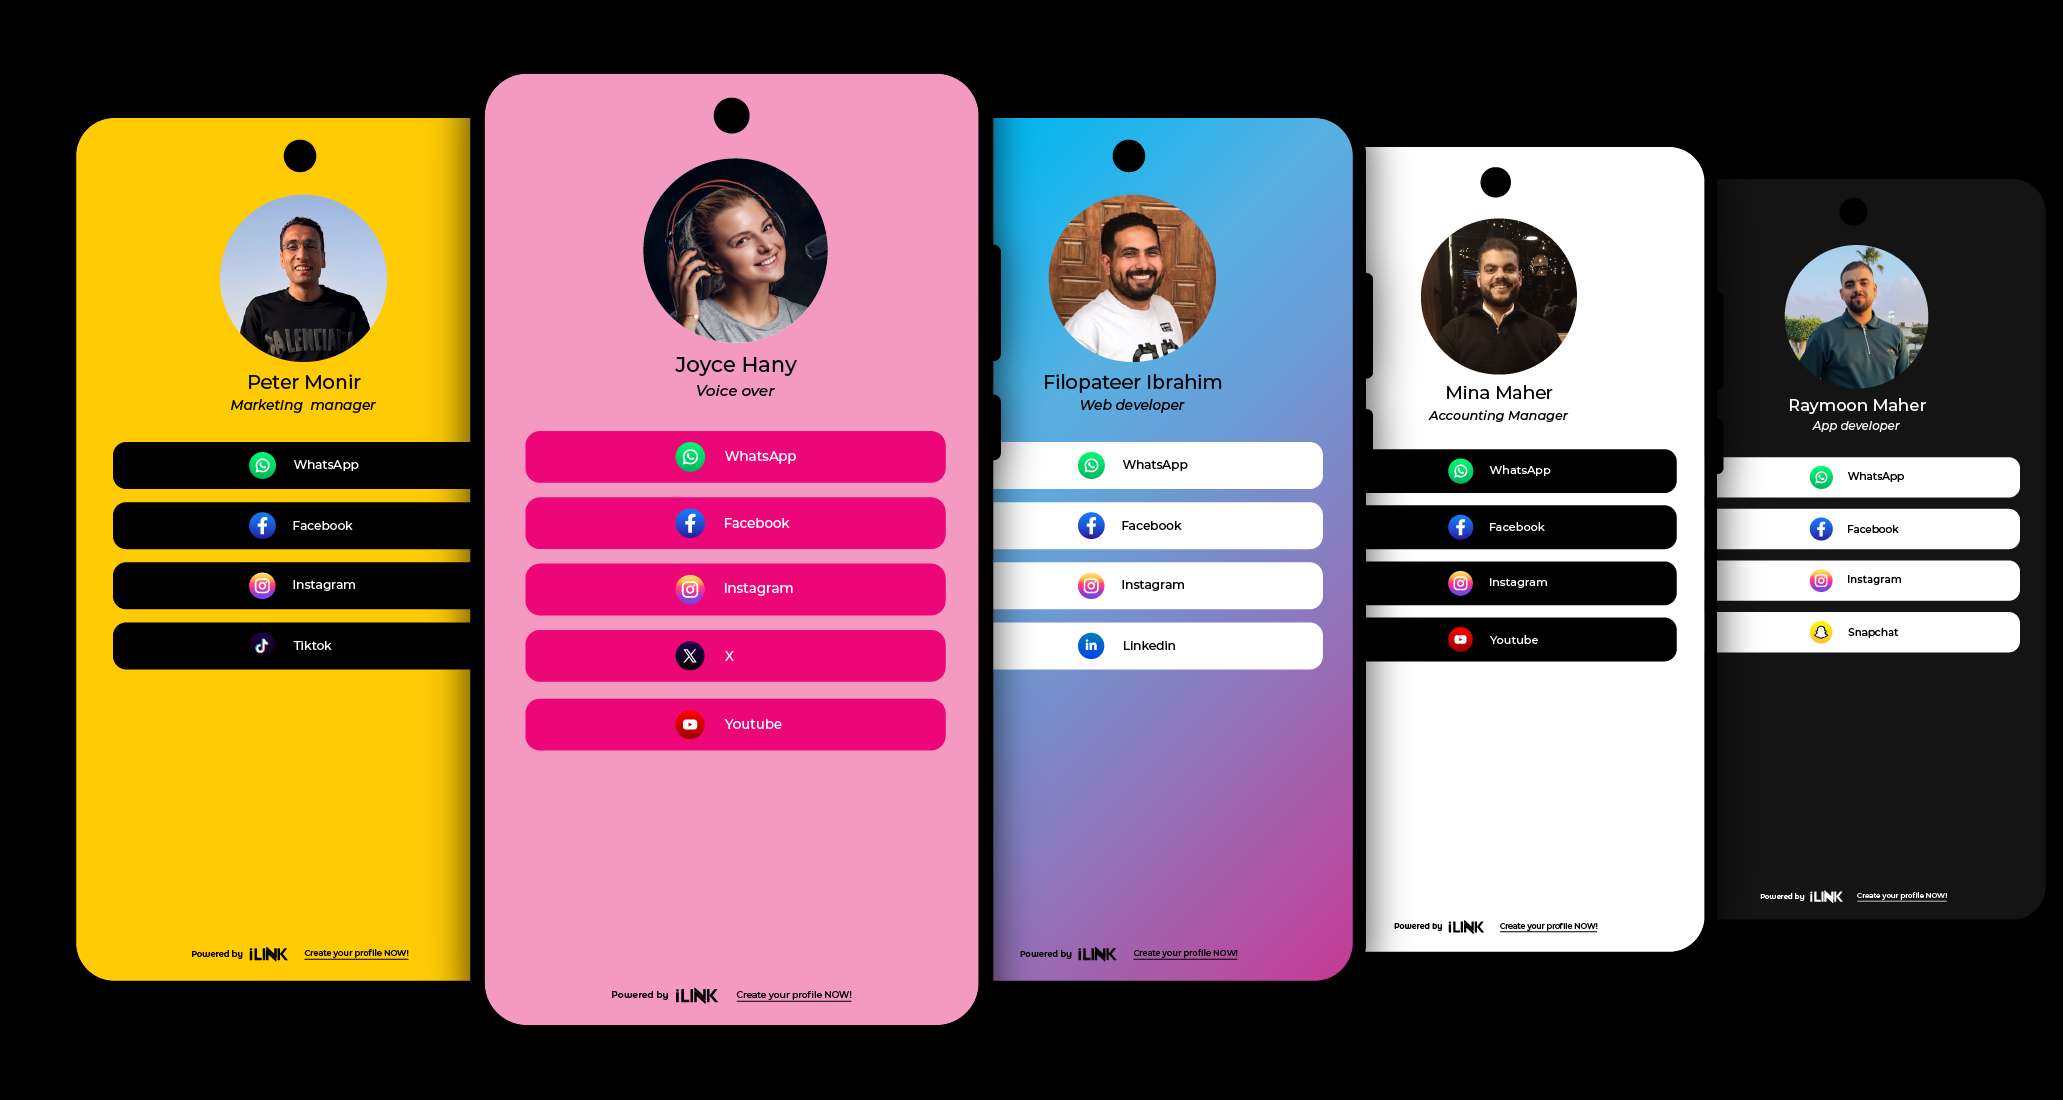 Peter Monir
Marketing manager
WhatsApp
Facebook
Instagram
Tiktok
Powered by iLINK Create your profile NOW!
Joyce Hany
Voice over
WhatsApp
Facebook
Instagram
X
Youtube
Powered by iLINK Create your profile NOW!
Filopateer Ibrahim
Web developer
WhatsApp
Facebook
Instagram
Linkedin
Powered by iLINK Create your profile NOW!
Mina Maher
Accounting Manager
WhatsApp
Facebook
Instagram
Youtube
Powered by iLINK Create your profile NOW!
Raymoon Maher
App developer
WhatsApp
Facebook
Instagram
Snapchat
Powered by iLINK Create your profile NOW!